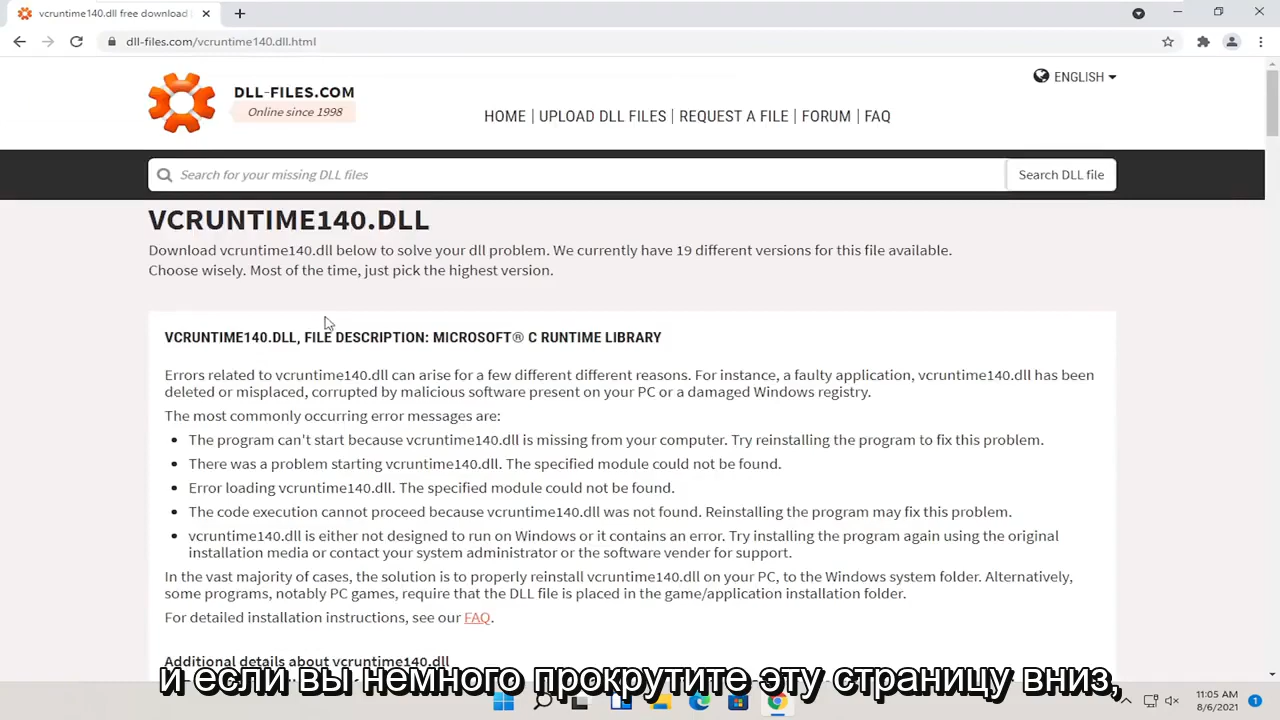 vcruntime140.dll free download
dll-files.com/vcruntime140.dll.html
ENGLISH
DLL-FILES.COM
Online since 1998
HOME | UPLOAD DLL FILES | REQUEST A FILE | FORUM | FAQ
Search for your missing DLL files
Search DLL file
VCRUNTIME140.DLL
Download vcruntime140.dll below to solve your dll problem. We currently have 19 different versions for this file available.
Choose wisely. Most of the time, just pick the highest version.
VCRUNTIME140.DLL, FILE DESCRIPTION: MICROSOFT® C RUNTIME LIBRARY
Errors related to vcruntime140.dll can arise for a few different different reasons. For instance, a faulty application, vcruntime140.dll has been
deleted or misplaced, corrupted by malicious software present on your PC or a damaged Windows registry.
The most commonly occurring error messages are:
• The program can't start because vcruntime140.dll is missing from your computer. Try reinstalling the program to fix this problem.
• There was a problem starting vcruntime140.dll. The specified module could not be found.
• Error loading vcruntime140.dll. The specified module could not be found.
• The code execution cannot proceed because vcruntime140.dll was not found. Reinstalling the program may fix this problem.
• vcruntime140.dll is either not designed to run on Windows or it contains an error. Try installing the program again using the original
installation media or contact your system administrator or the software vender for support.
In the vast majority of cases, the solution is to properly reinstall vcruntime140.dll on your PC, to the Windows system folder. Alternatively,
some programs, notably PC games, require that the DLL file is placed in the game/application installation folder.
For detailed installation instructions, see our FAQ.
Additional details about vcruntime140.dll
и если вы немного прокрутите эту страницу вниз,
11:05 AM
8/6/2021
1